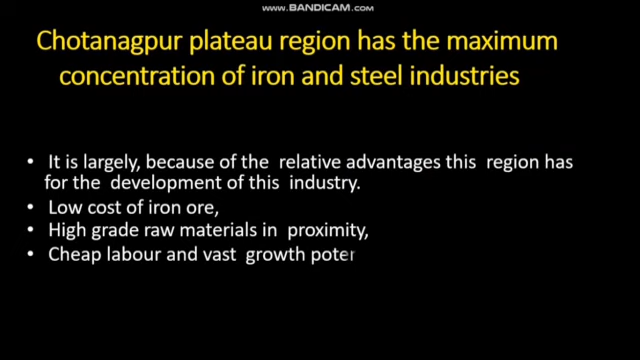 WWW.BANDICAM.COM
Chotanagpur plateau region has the maximum
concentration of iron and steel industries
• It is largely, because of the relative advantages this region has
for the development of this industry.
• Low cost of iron ore,
• High grade raw materials in proximity,
• Cheap labour and vast growth poter